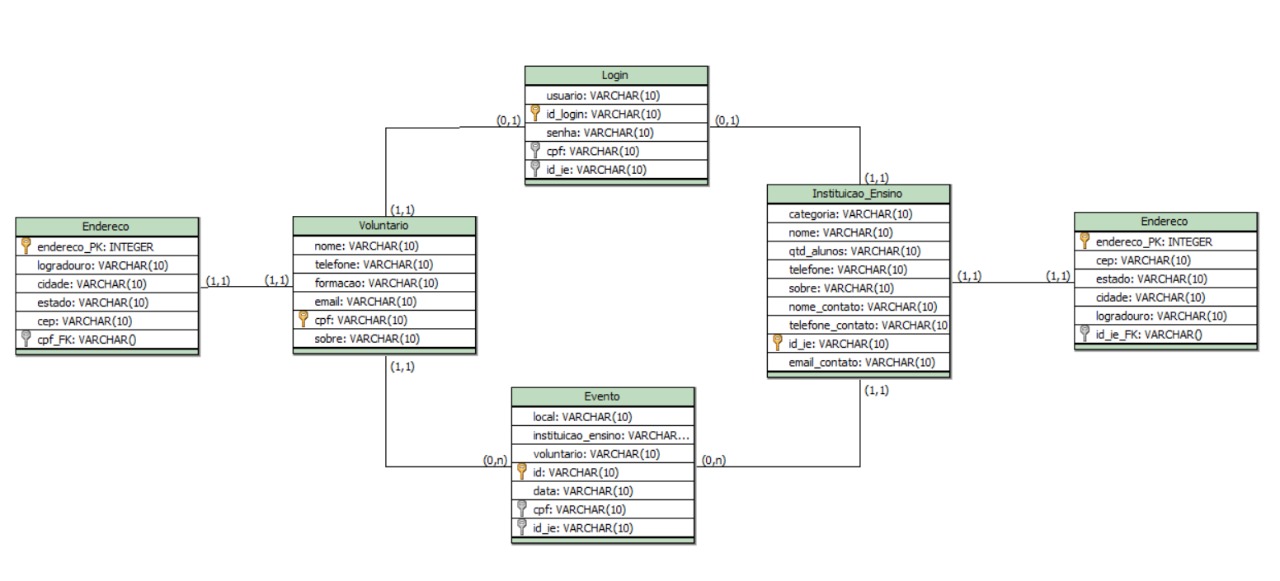 Login
usuario: VARCHAR(10)
id_login: VARCHAR(10)
senha: VARCHAR(10)
cpf: VARCHAR(10)
id_ie: VARCHAR(10)
(0,1)
(0,1)
(1,1)
(1,1)
Endereco
endereco_PK: INTEGER
logradouro: VARCHAR(10)
cidade: VARCHAR(10)
estado: VARCHAR(10)
cep: VARCHAR(10)
cpf_FK: VARCHAR()
(1,1)
(1,1)
Voluntario
nome: VARCHAR(10)
telefone: VARCHAR(10)
formacao: VARCHAR(10)
email: VARCHAR(10)
cpf: VARCHAR(10)
sobre: VARCHAR(10)
(1,1)
Instituicao_Ensino
categoria: VARCHAR(10)
nome: VARCHAR(10)
qtd_alunos: VARCHAR(10)
telefone: VARCHAR(10)
sobre: VARCHAR(10)
nome_contato: VARCHAR(10)
telefone_contato: VARCHAR(10
id_ie: VARCHAR(10)
email_contato: VARCHAR(10)
(1,1)
(1,1)
(1,1)
Endereco
endereco_PK: INTEGER
cep: VARCHAR(10)
estado: VARCHAR(10)
cidade: VARCHAR(10)
logradouro: VARCHAR(10)
id_ie_FK: VARCHAR()
Evento
local: VARCHAR(10)
instituicao_ensino: VARCHAR...
voluntario: VARCHAR(10)
id: VARCHAR(10)
data: VARCHAR(10)
cpf: VARCHAR(10)
id_ie: VARCHAR(10)
(0,n)
(0,n)